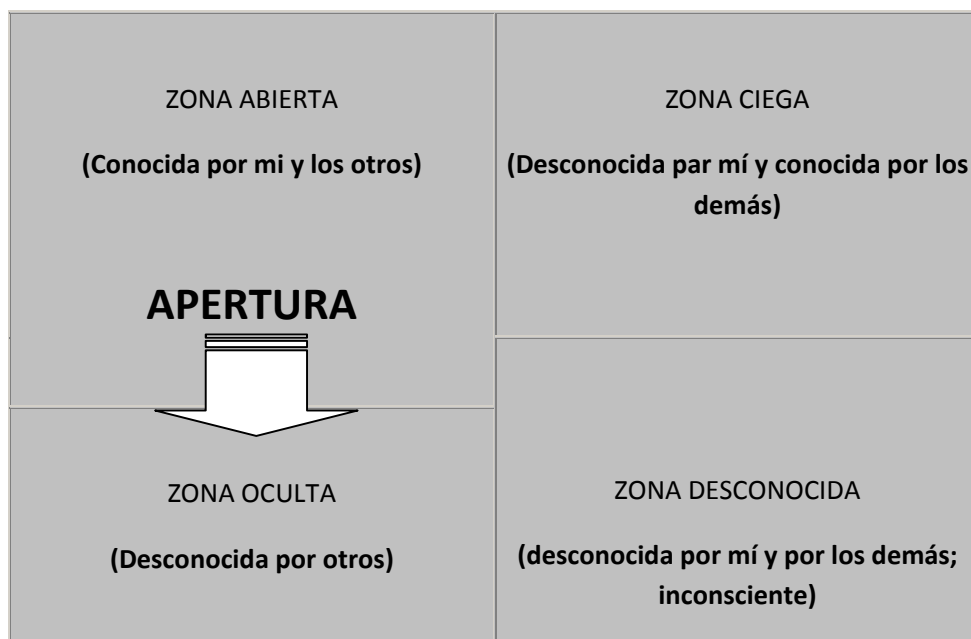 ZONA ABIERTA
(Conocida por mi y los otros)
APERTURA
ZONA CIEGA
(Desconocida par mí y conocida por los
demás)
ZONA OCULTA
(Desconocida por otros)
ZONA DESCONOCIDA
(desconocida por mí y por los demás;
inconsciente)